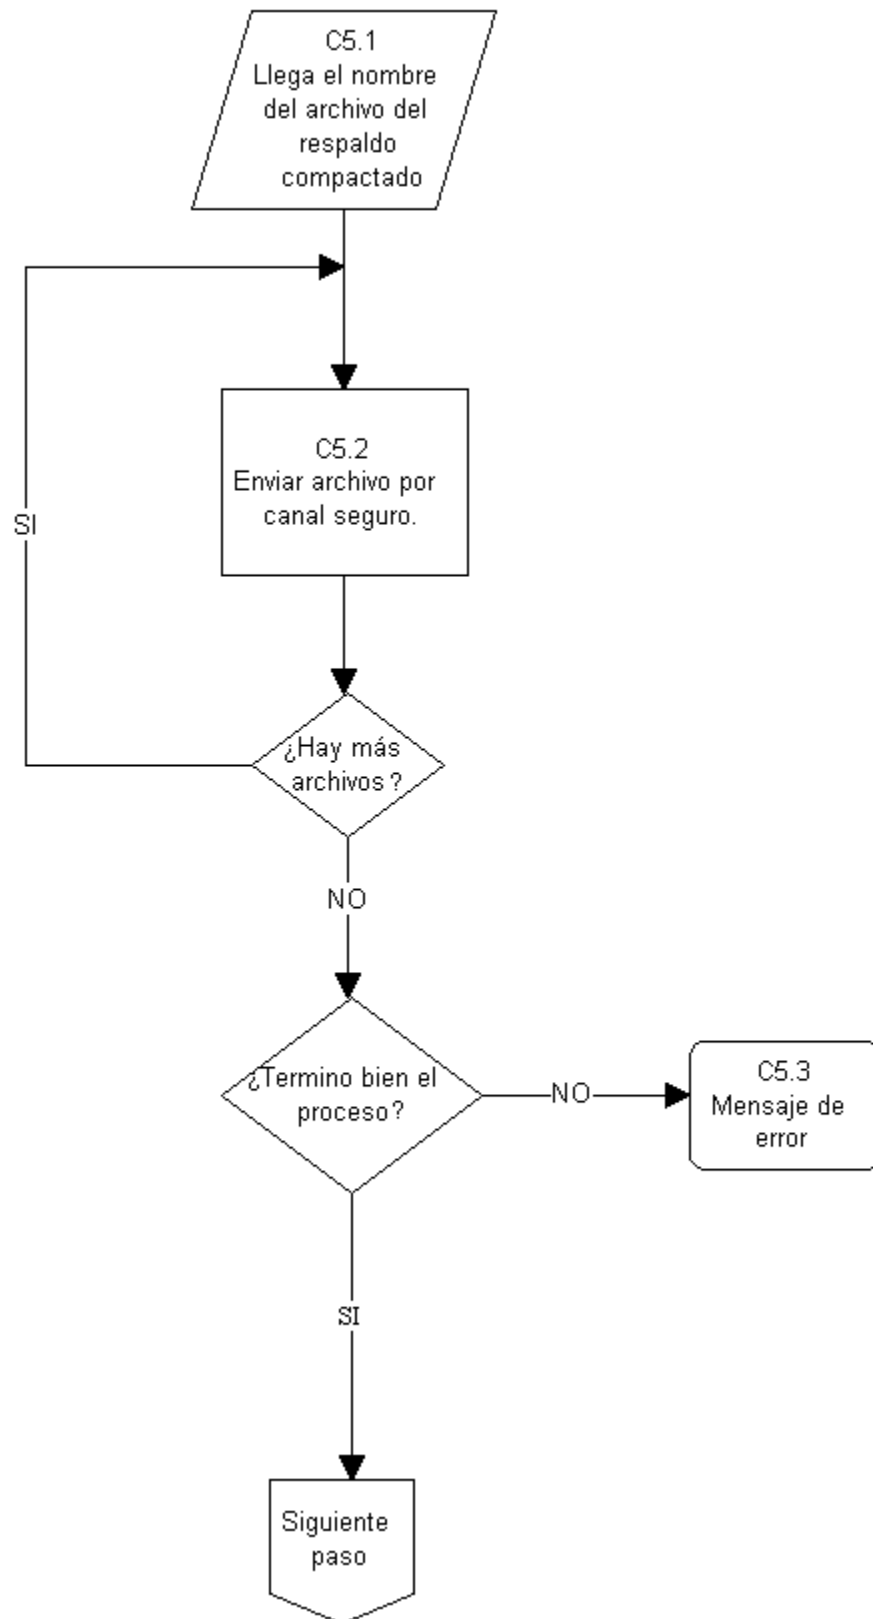 C5.1
Llega el nombre
del archivo del
respaldo
compactado
C5.2
Enviar archivo por
canal seguro.
SI
¿Hay más
archivos?
NO
¿Termino bien el
proceso?
NO
C5.3
Mensaje de
error
SI
Siguiente
paso